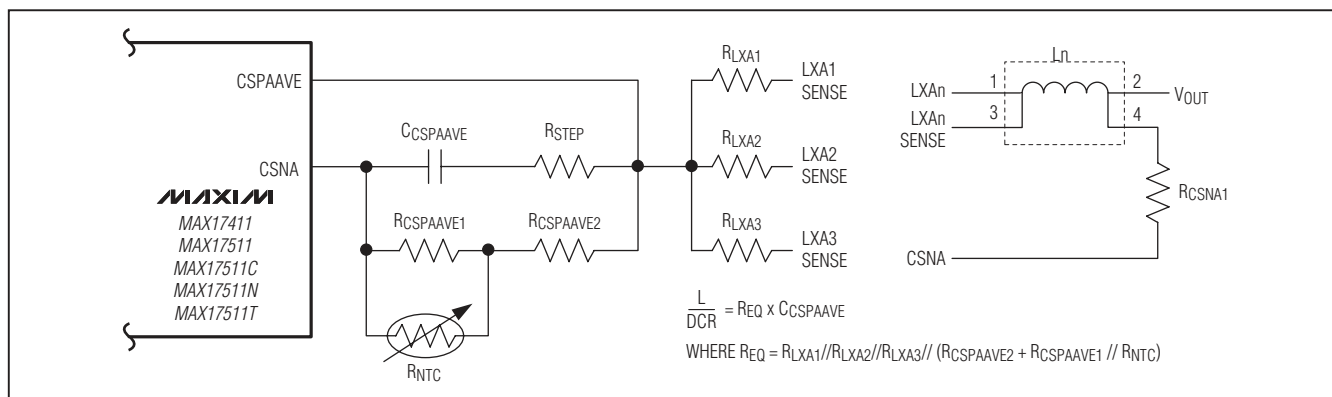 CSPAAVE
CSNA
MAXIM
MAX17411
MAX17511
MAX17511C
MAX17511N
MAX17511T
CCSPAAVE
RSTEP
RCSPAAVE1
RCSPAAVE2
RNTC
RLXA1
LXA1
SENSE
RLXA2
LXA2
SENSE
RLXA3
LXA3
SENSE
Ln
LXAn
1
2
VOUT
LXAn
SENSE
3
4
RCSNA1
CSNA
L
DCR
= REQ x CCSPAAVE
WHERE REQ = RLXA1//RLXA2//RLXA3// (RCSPAAVE2 + RCSPAAVE1 // RNTC)